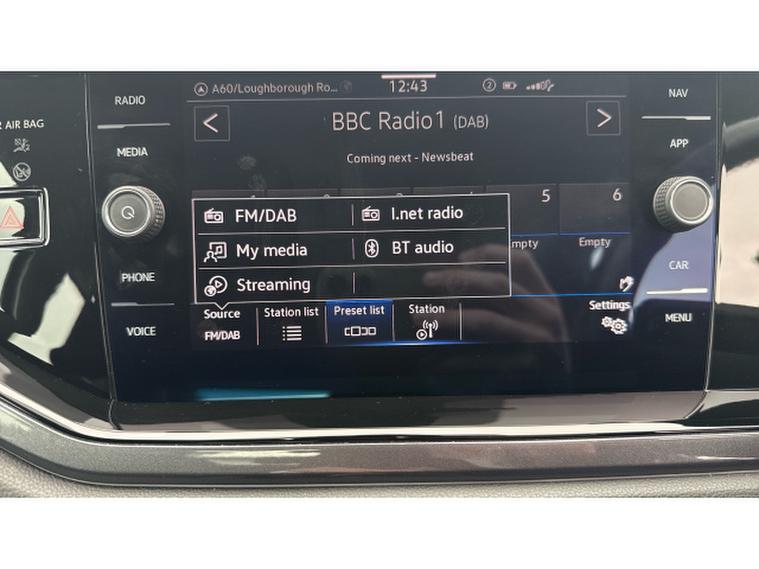 A60/Loughborough Ro...
12:43
2
RADIO
NAV
BBC Radio1 (DAB)
AIR BAG
MEDIA
APP
Coming next - Newsbeat
5
6
FM/DAB
I.net radio
Empty
My media
BT audio
PHONE
CAR
Streaming
Source
Station list
Preset list
Station
Settings
FM/DAB
VOICE
MENU